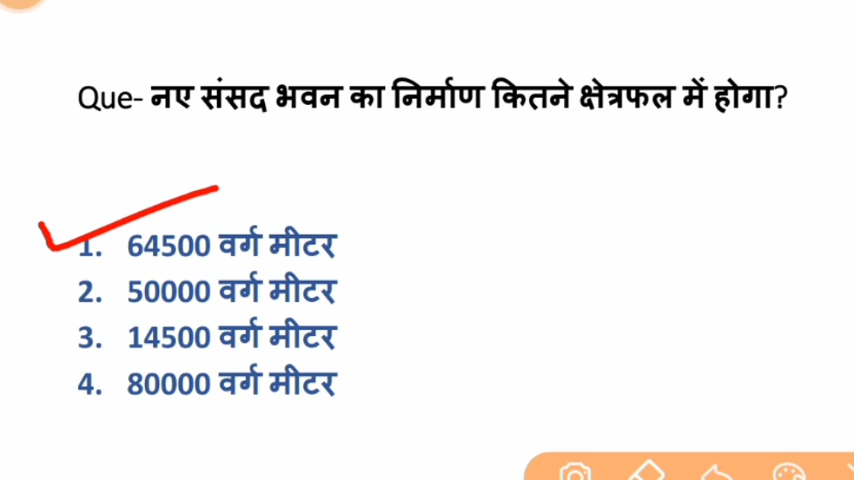 Que- नए संसद भवन का निर्माण कितने क्षेत्रफल में होगा?
1. 64500 वर्ग मीटर
2. 50000 वर्ग मीटर
3. 14500 वर्ग मीटर
4. 80000 वर्ग मीटर